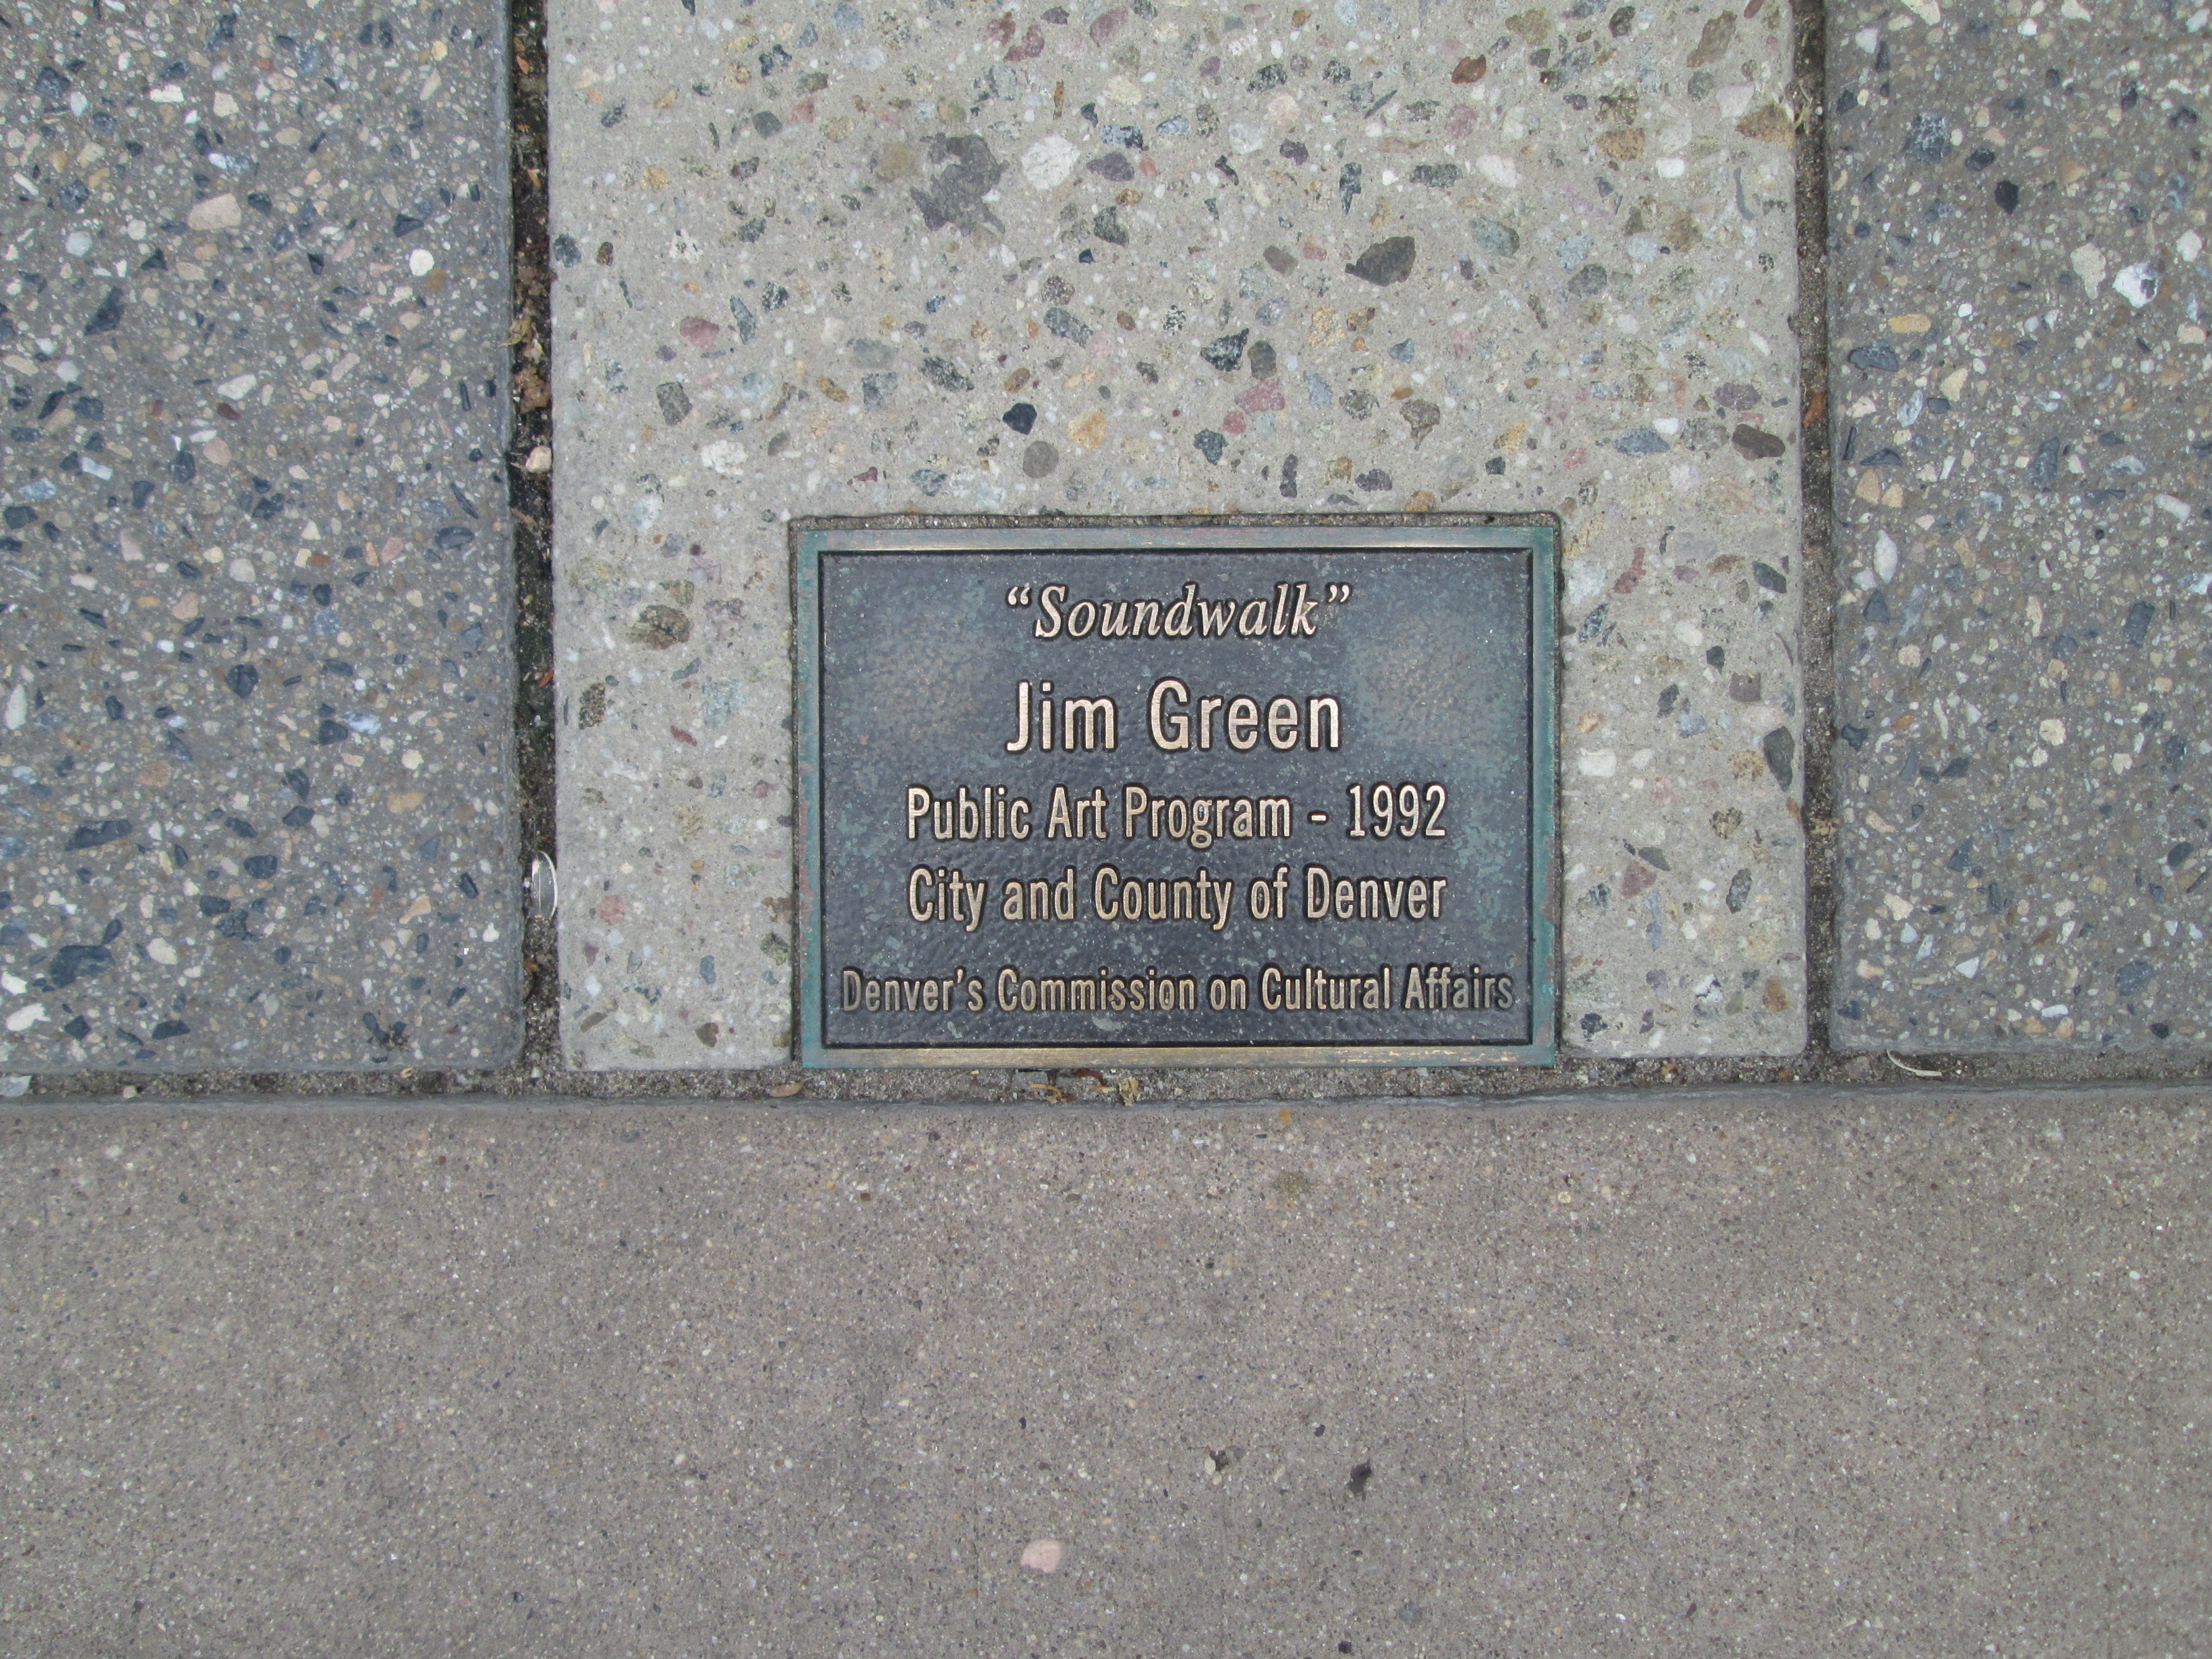 “Soundwalk”
Jim Green
Public Art Program - 1992
City and County of Denver
Denver's Commission on Cultural Affairs